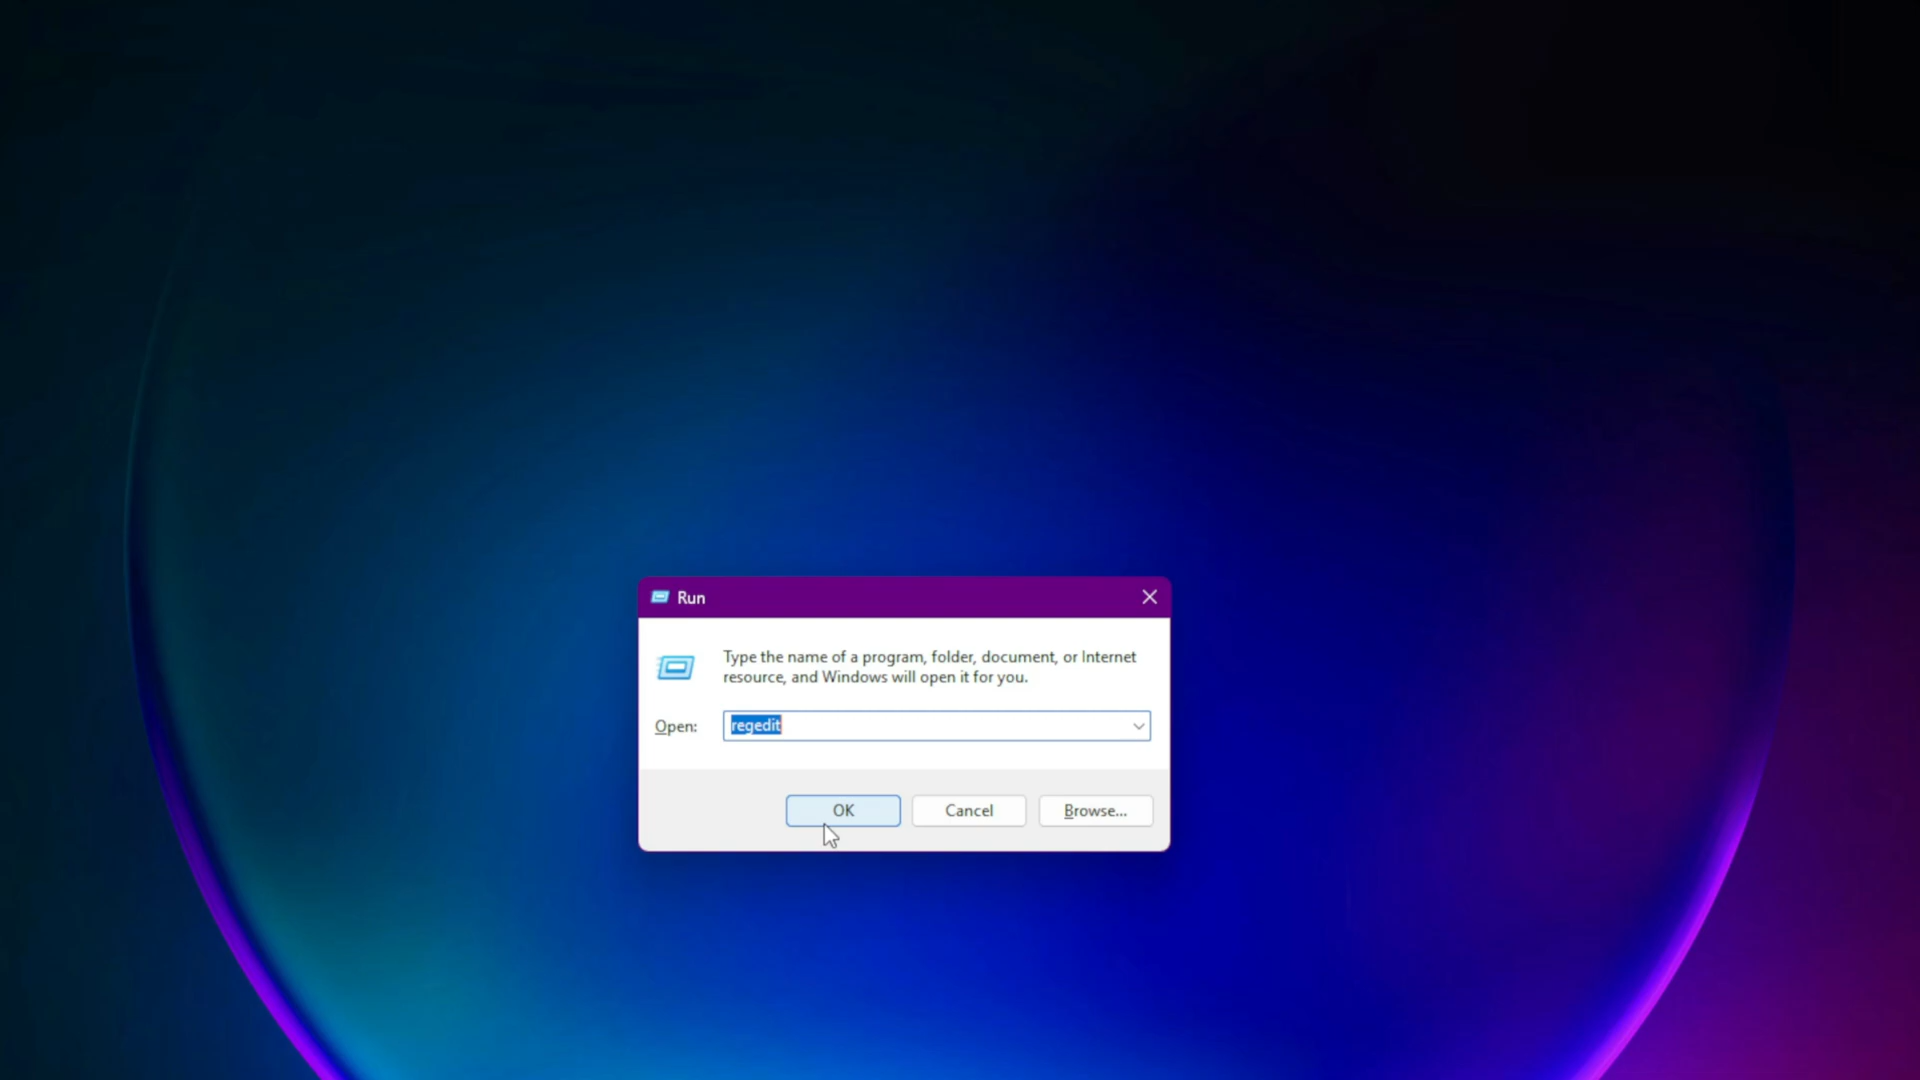 Run
Type the name of a program, folder, document, or Internet
resource, and Windows will open it for you.
Open: regedit
OK Cancel Browse...